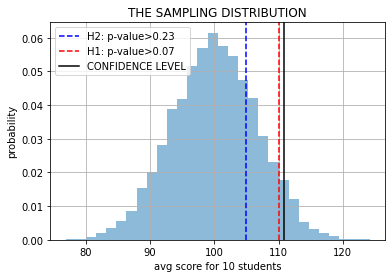 THE SAMPLING DISTRIBUTION
H2: p-value>0.23
H1: p-value>0.07
CONFIDENCE LEVEL
probability
0.06
0.05
0.04
0.03
0.02
0.01
0.00
80 90 100 110 120
avg score for 10 students